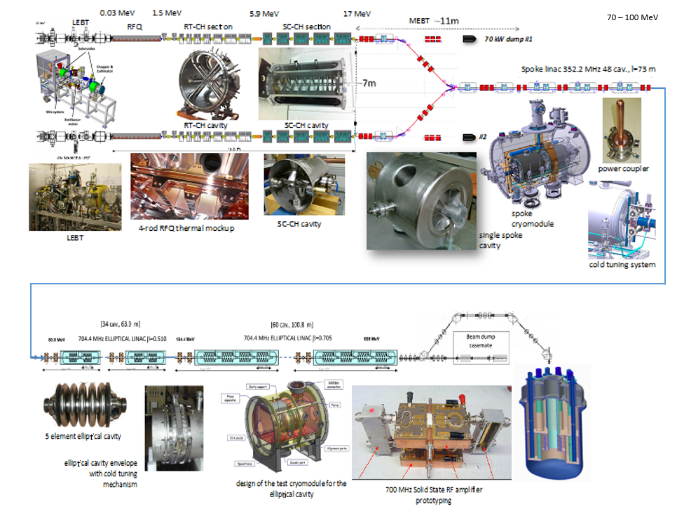 0.03 MeV
1.5 MeV
5.9 MeV
17 MeV
MEBT ~11m
70 – 100 MeV
LEBT
RFQ
RT-CH section
SC-CH section
70 kW dump #1
~7m
Spoke linac 352.2 MHz 48 cav., l=73 m
RT-CH cavity
SC-CH cavity
#2
power coupler
spoke
cryomodule
single spoke
cavity
cold tuning system
LEBT
4-rod RFQ thermal mockup
SC-CH cavity
[34 cav., 63.9 m]
[60 cav., 100.8 m]
704.4 MHz ELLIPTICAL LINAC β=0.510
704.4 MHz ELLIPTICAL LINAC β=0.705
Beam dump
casemate
5 element elliptical cavity
elliptical cavity envelope
with cold tuning
mechanism
design of the test cryomodule for the
elliptical cavity
700 MHz Solid State RF amplifier
prototyping